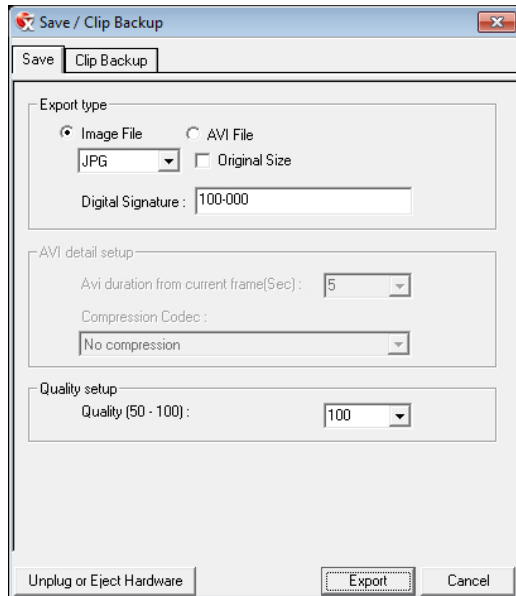 Save / Clip Backup
Save Clip Backup
Export type
Image File AVI File
JPG Original Size
Digital Signature : 100-000
AVI detail setup
Avi duration from current frame(Sec) : 5
Compression Codec :
No compression
Quality setup
Quality (50 - 100) : 100
Unplug or Eject Hardware Export Cancel